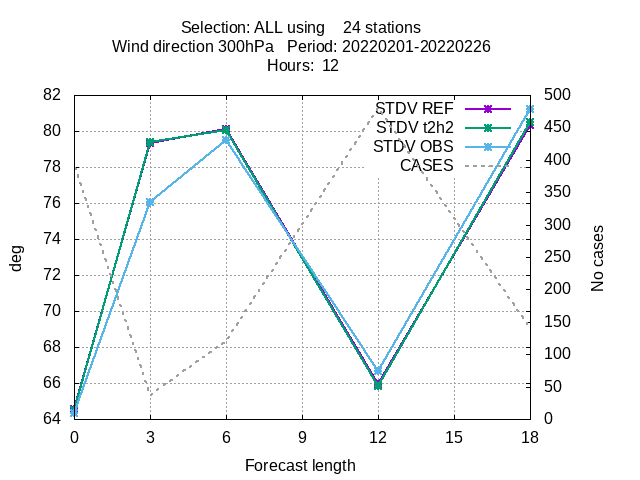 Selection: ALL using    24 stations
Wind direction 300hPa   Period: 20220201-20220226
Hours:  12
STDV REF
STDV t2h2
STDV OBS
CASES
82
80
78
76
74
72
70
68
66
64
deg
500
450
400
350
300
250
200
150
100
50
0
No cases
0 3 6 9 12 15 18
Forecast length